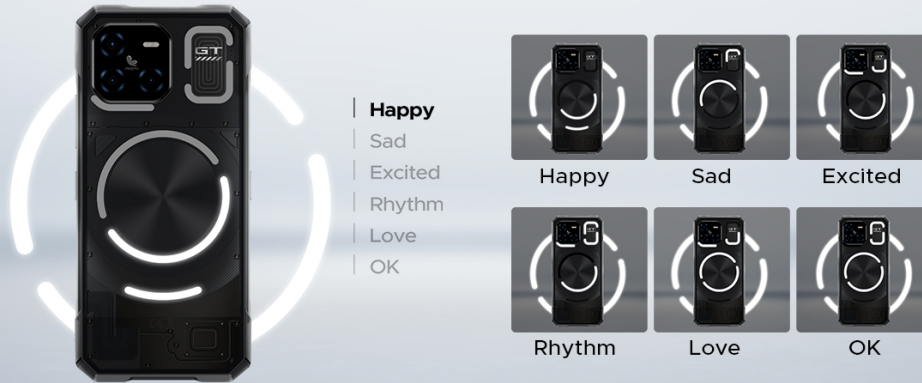 GT
Happy
Sad
Excited
Rhythm
Love
OK
Happy
Sad
Excited
Rhythm
Love
OK